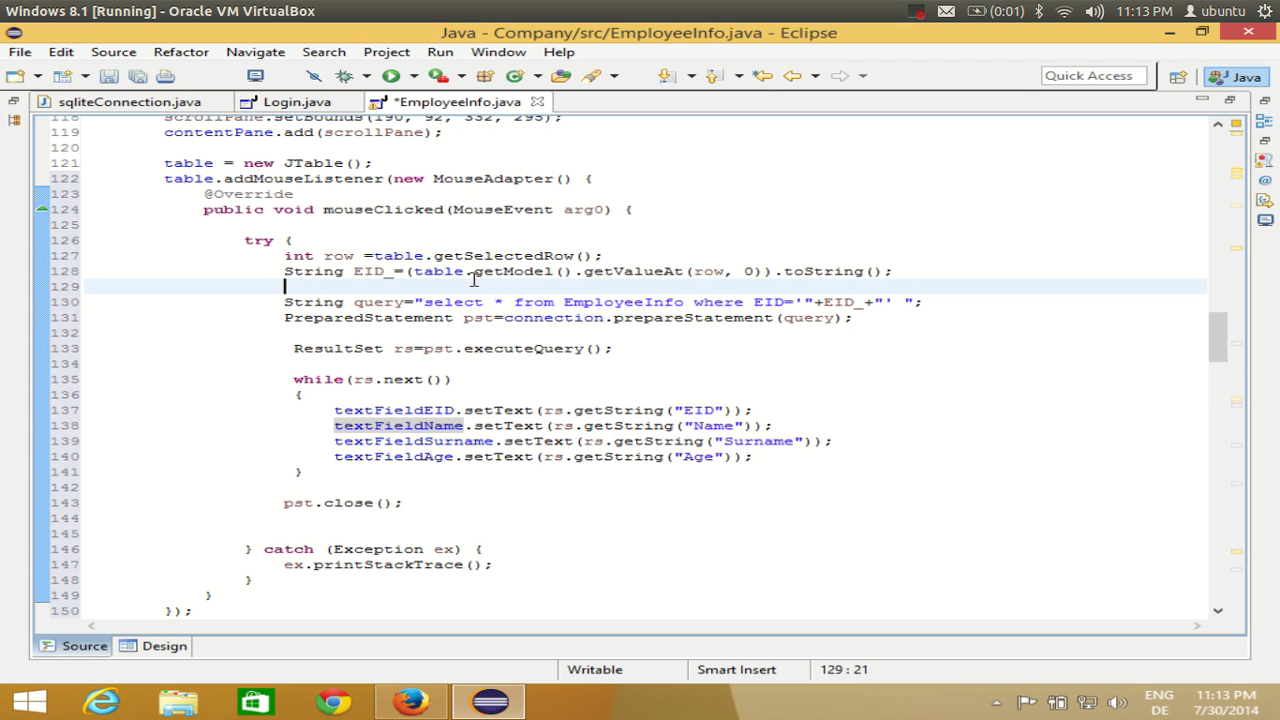 Windows 8.1 [Running] - Oracle VM VirtualBox
(0:01) 11:13 PM ubuntu
Java - Company/src/EmployeeInfo.java - Eclipse
File Edit Source Refactor Navigate Search Project Run Window Help
Quick Access Java
sqliteConnection.java Login.java *EmployeeInfo.java
118 scrollPane.setBounds(190, 92, 332, 295);
119 contentPane.add(scrollPane);
120
121 table = new JTable();
122 table.addMouseListener(new MouseAdapter() {
123 @Override
124 public void mouseClicked(MouseEvent arg0) {
125
126 try {
127 int row =table.getSelectedRow();
128 String EID_=(table.getModel().getValueAt(row, 0)).toString();
129
130 String query="select * from EmployeeInfo where EID='"+EID_+"' ";
131 PreparedStatement pst=connection.prepareStatement(query);
132
133 ResultSet rs=pst.executeQuery();
134
135 while(rs.next())
136 {
137 textFieldEID.setText(rs.getString("EID"));
138 textFieldName.setText(rs.getString("Name"));
139 textFieldSurname.setText(rs.getString("Surname"));
140 textFieldAge.setText(rs.getString("Age"));
141 }
142
143 pst.close();
144
145
146 } catch (Exception ex) {
147 ex.printStackTrace();
148 }
149 }
150 });
Source Design
Writable Smart Insert 129 : 21
ENG 11:13 PM
DE 7/30/2014